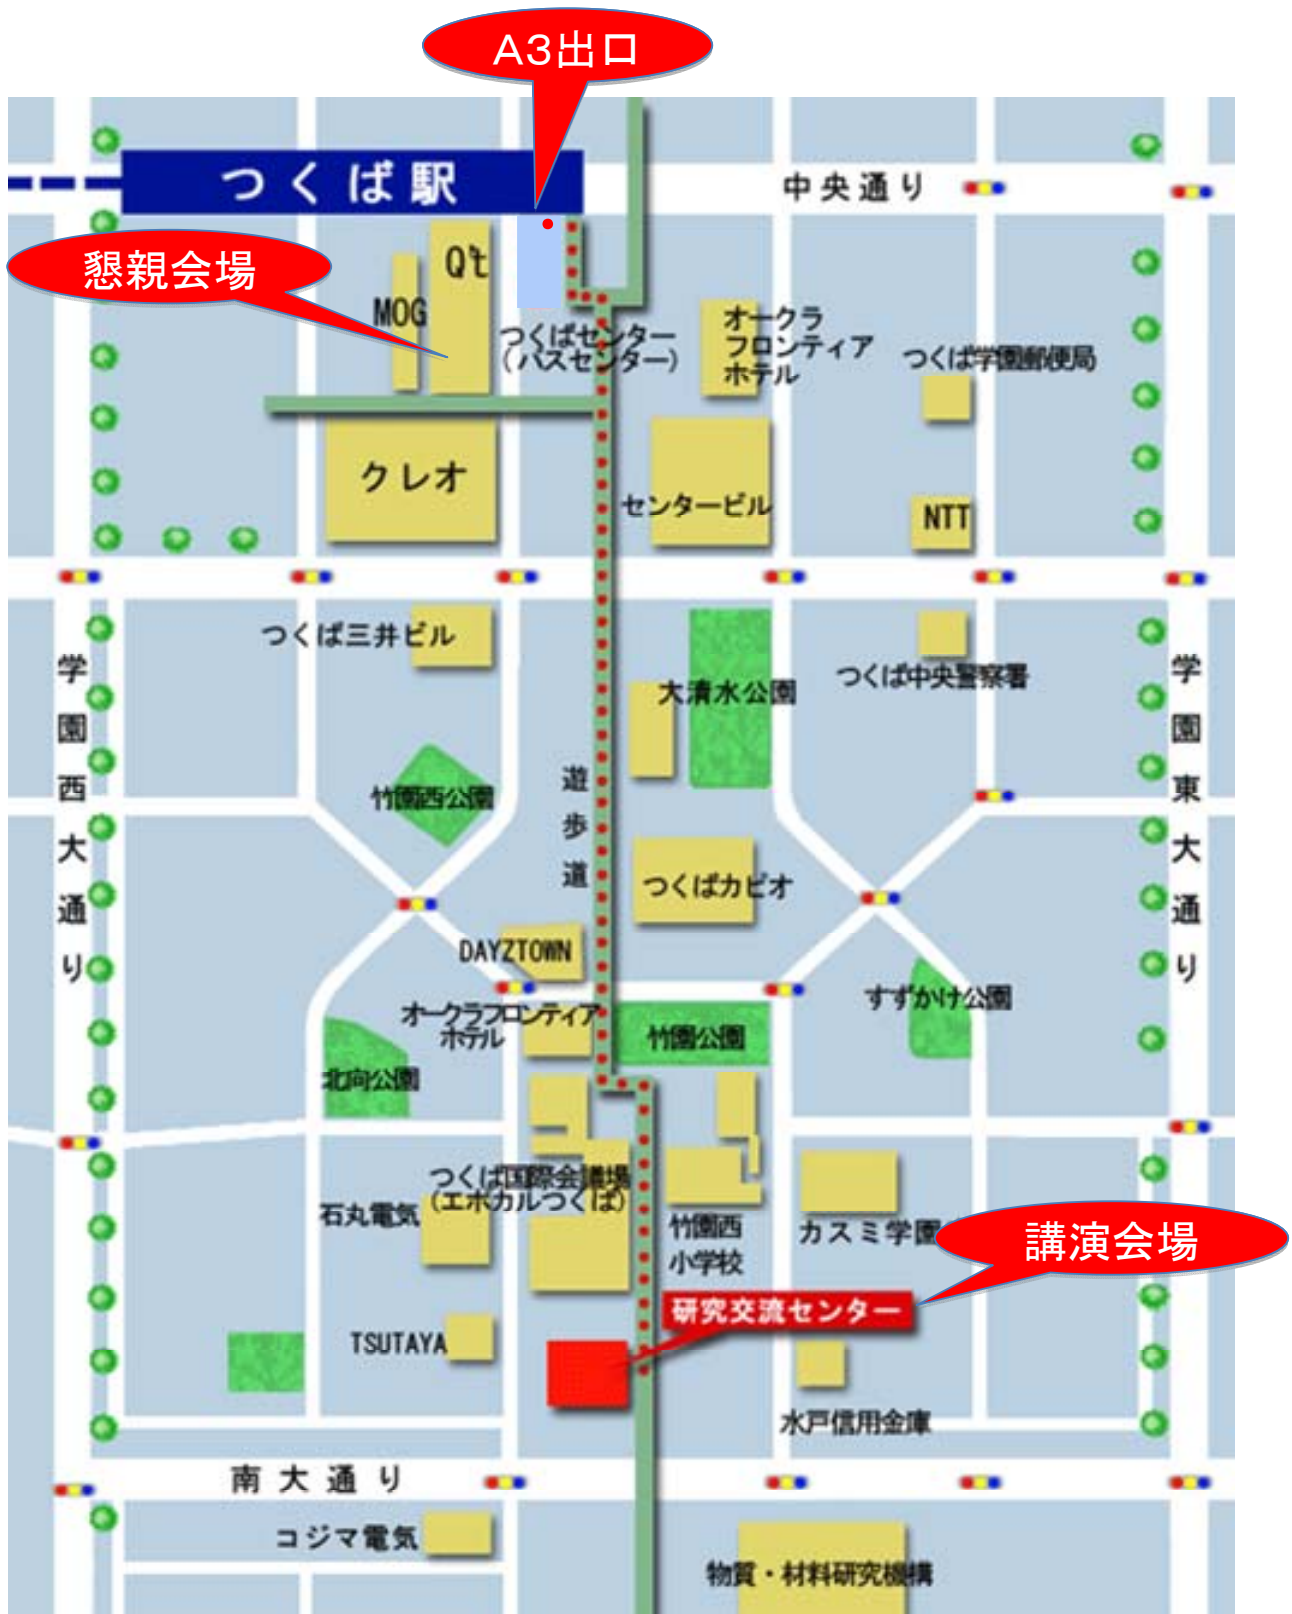 A3出口
つくば駅
中央通り
懇親会場
Q't
MOG
つくばセンター
(バスセンター)
オークラ
フロンティア
ホテル
つくば学園郵便局
クレオ
センタービル
NTT
つくば三井ビル
大清水公園
つくば中央警察署
学園西大通り
学園東大通り
竹園西公園
遊歩道
つくばカピオ
DAYZTOWN
オークラフロンティア
ホテル
竹園公園
すずかけ公園
北向公園
つくば国際会議場
(エポカルつくば)
石丸電気
竹園西
小学校
カスミ学園
講演会場
研究交流センター
TSUTAYA
水戸信用金庫
南大通り
コジマ電気
物質・材料研究機構